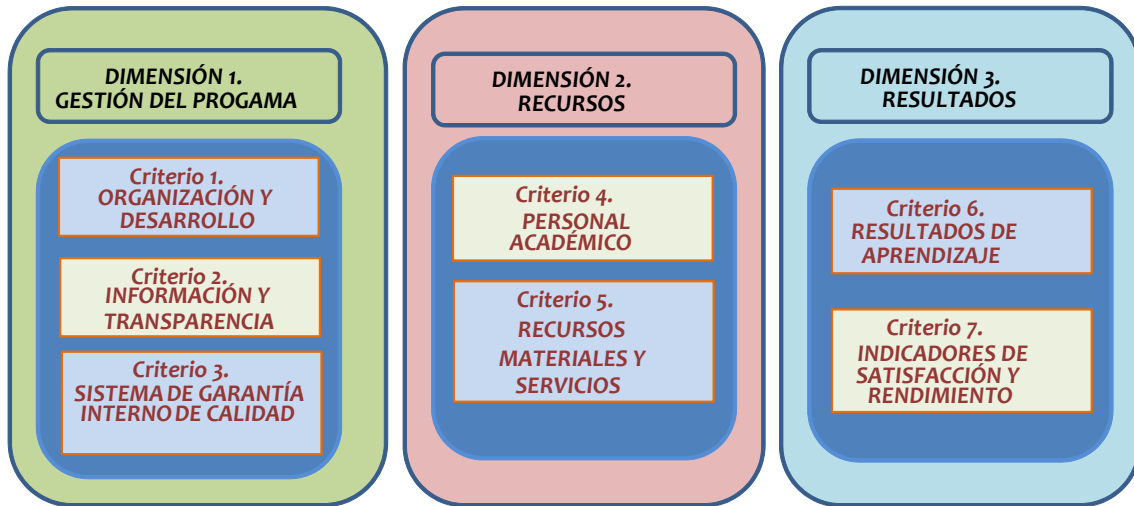 DIMENSIÓN 1.
GESTIÓN DEL PROGAMA
Criterio 1.
ORGANIZACIÓN Y
DESARROLLO
Criterio 2.
INFORMACIÓN Y
TRANSPARENCIA
Criterio 3.
SISTEMA DE GARANTÍA
INTERNO DE CALIDAD
DIMENSIÓN 2.
RECURSOS
Criterio 4.
PERSONAL
ACADÉMICO
Criterio 5.
RECURSOS
MATERIALES Y
SERVICIOS
DIMENSIÓN 3.
RESULTADOS
Criterio 6.
RESULTADOS DE
APRENDIZAJE
Criterio 7.
INDICADORES DE
SATISFACCIÓN Y
RENDIMIENTO